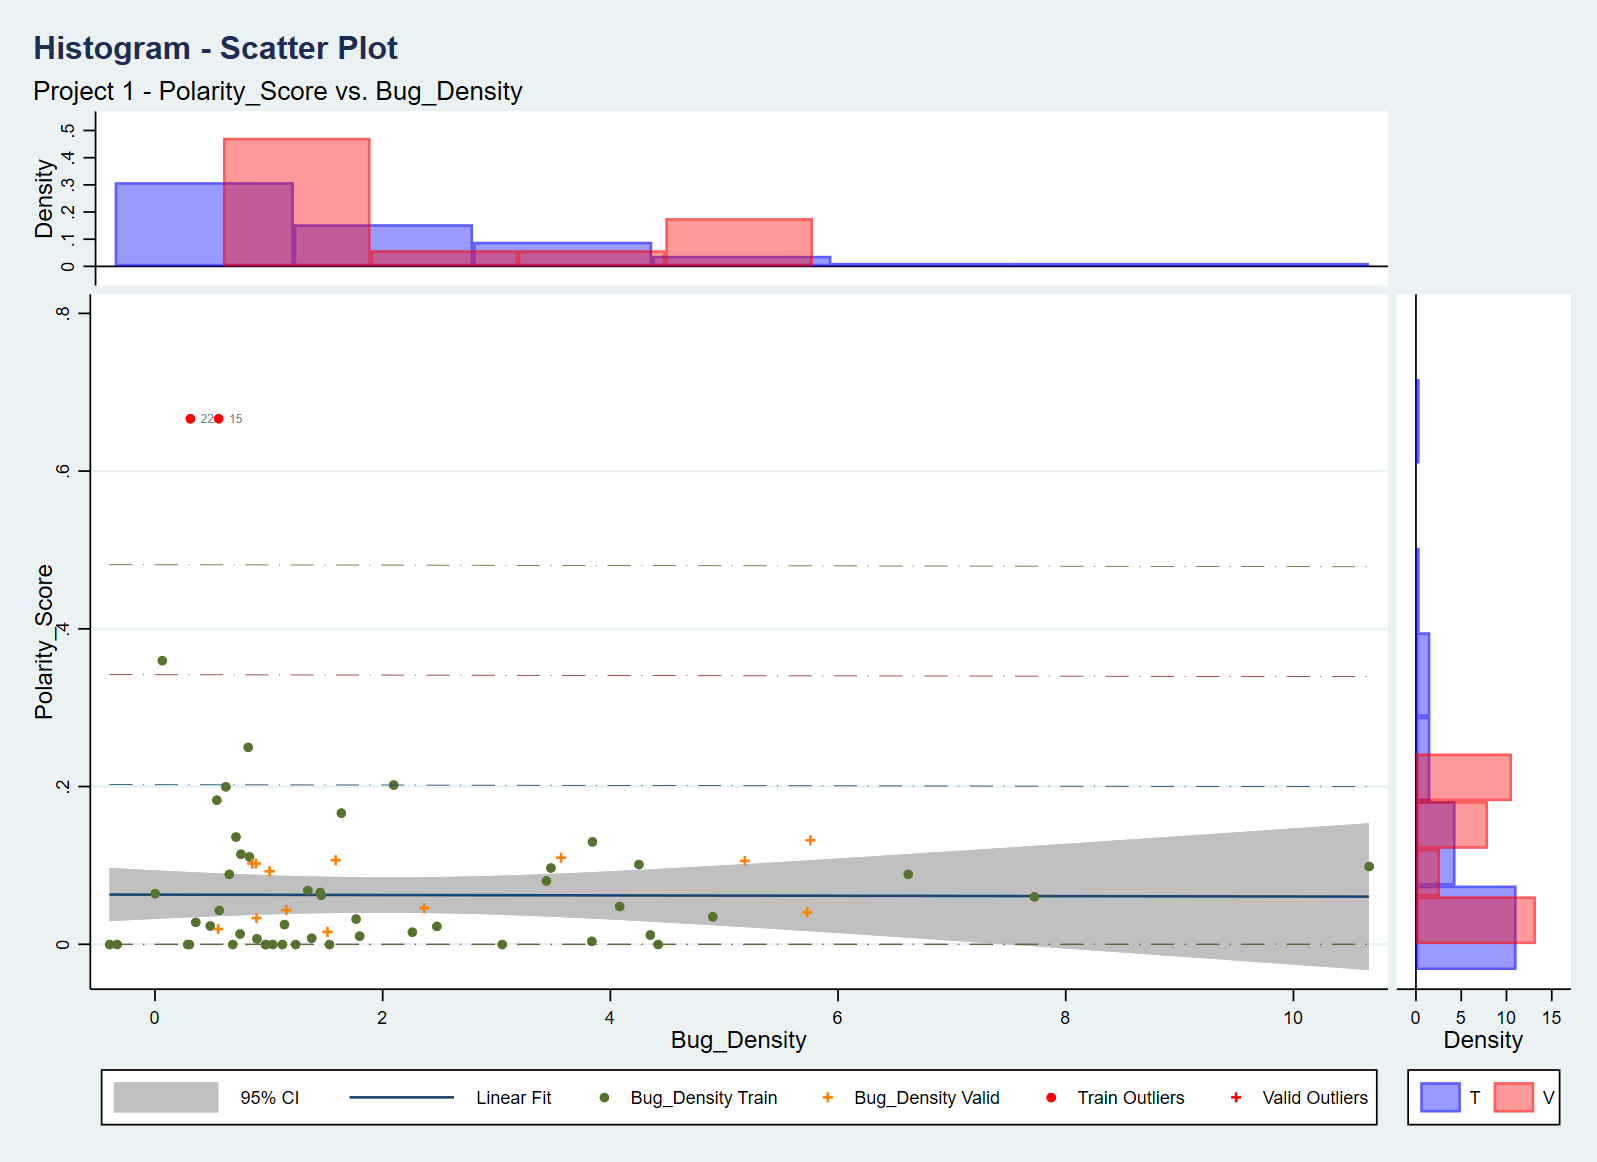 Histogram - Scatter Plot
Project 1 - Polarity_Score vs. Bug_Density
Density
.5
.4
.3
.2
.1
0
Polarity_Score
.8
.6
.4
.2
0
22
15
0 2 4 6 8 10
Bug_Density
0 5 10 15
Density
95% CI Linear Fit Bug_Density Train Bug_Density Valid Train Outliers Valid Outliers
T V